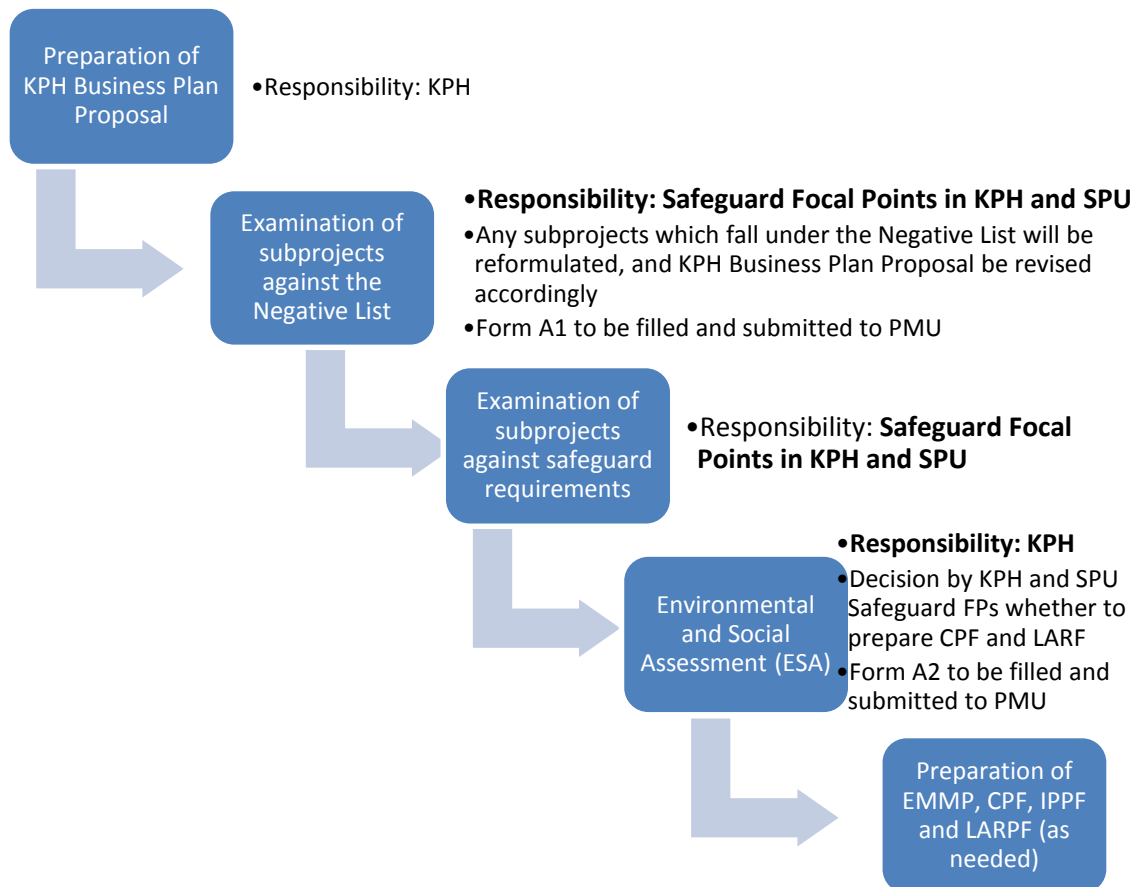 Preparation of
KPH Business Plan
Proposal
•Responsibility: KPH
Examination of
subprojects
against the
Negative List
•Responsibility: Safeguard Focal Points in KPH and SPU
•Any subprojects which fall under the Negative List will be
reformulated, and KPH Business Plan Proposal be revised
accordingly
•Form A1 to be filled and submitted to PMU
Examination of
subprojects
against safeguard
requirements
•Responsibility: Safeguard Focal
Points in KPH and SPU
Environmental
and Social
Assessment (ESA)
•Responsibility: KPH
•Decision by KPH and SPU
Safeguard FPs whether to
prepare CPF and LARF
•Form A2 to be filled and
submitted to PMU
Preparation of
EMMP, CPF, IPPF
and LARPF (as
needed)